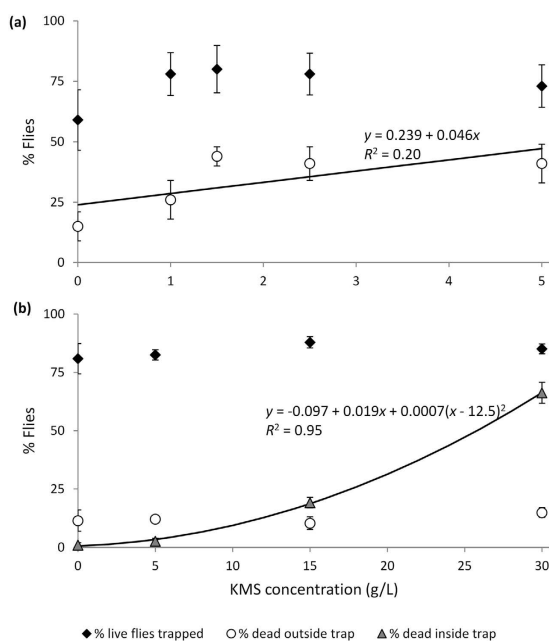 (a)
100
75
50
25
0
% Flies
y = 0.239 + 0.046x
R² = 0.20
0 1 2 3 4 5
(b)
100
75
50
25
0
% Flies
y = -0.097 + 0.019x + 0.0007(x - 12.5)²
R² = 0.95
0 5 10 15 20 25 30
KMS concentration (g/L)
% live flies trapped % dead outside trap % dead inside trap